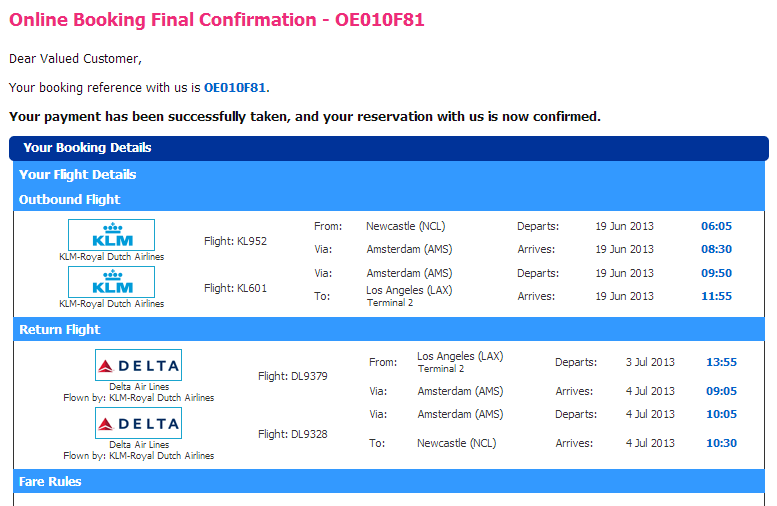 Online Booking Final Confirmation - OE010F81
Dear Valued Customer,
Your booking reference with us is OE010F81.
Your payment has been successfully taken, and your reservation with us is now confirmed.
Your Booking Details
Your Flight Details
Outbound Flight
KLM
KLM-Royal Dutch Airlines
Flight: KL952
From: Newcastle (NCL) Departs: 19 Jun 2013 06:05
Via: Amsterdam (AMS) Arrives: 19 Jun 2013 08:30
KLM
KLM-Royal Dutch Airlines
Flight: KL601
Via: Amsterdam (AMS) Departs: 19 Jun 2013 09:50
To: Los Angeles (LAX) Terminal 2 Arrives: 19 Jun 2013 11:55
Return Flight
DELTA
Delta Air Lines
Flown by: KLM-Royal Dutch Airlines
Flight: DL9379
From: Los Angeles (LAX) Terminal 2 Departs: 3 Jul 2013 13:55
Via: Amsterdam (AMS) Arrives: 4 Jul 2013 09:05
DELTA
Delta Air Lines
Flown by: KLM-Royal Dutch Airlines
Flight: DL9328
Via: Amsterdam (AMS) Departs: 4 Jul 2013 10:05
To: Newcastle (NCL) Arrives: 4 Jul 2013 10:30
Fare Rules